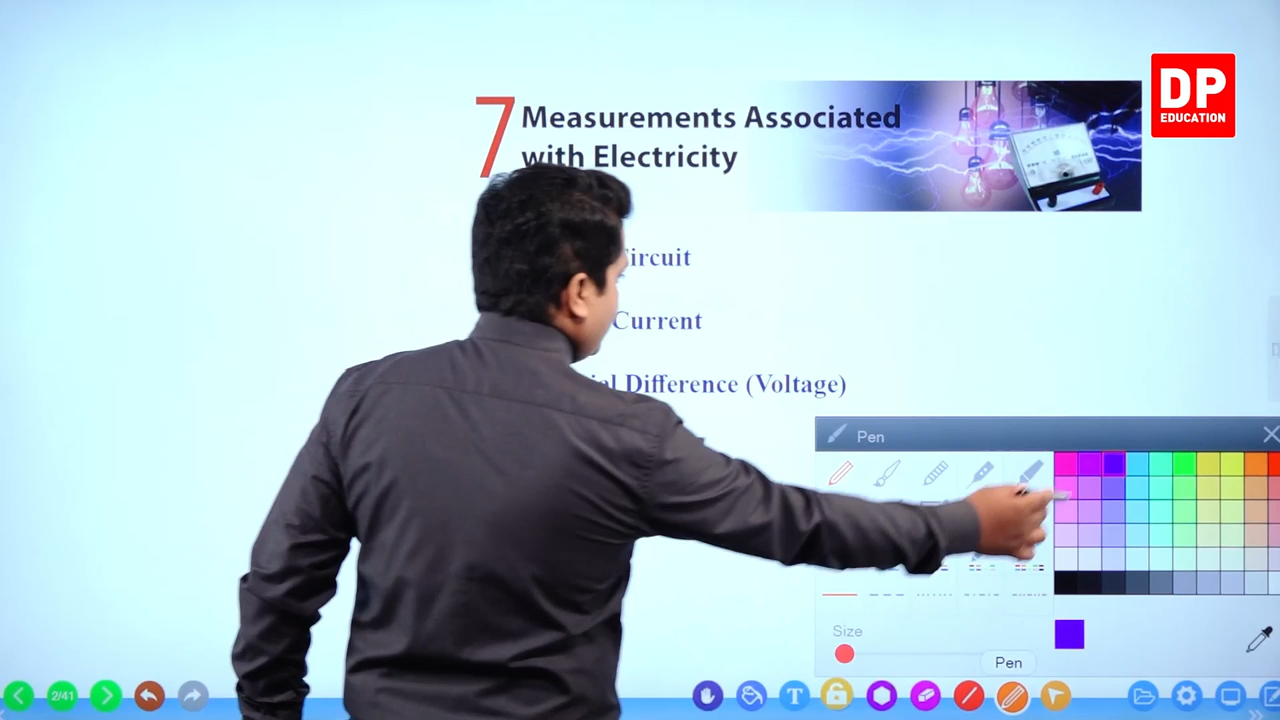 DP
EDUCATION
7 Measurements Associated
with Electricity
Circuit
Current
Difference (Voltage)
Pen
Size
Pen
2/41
T